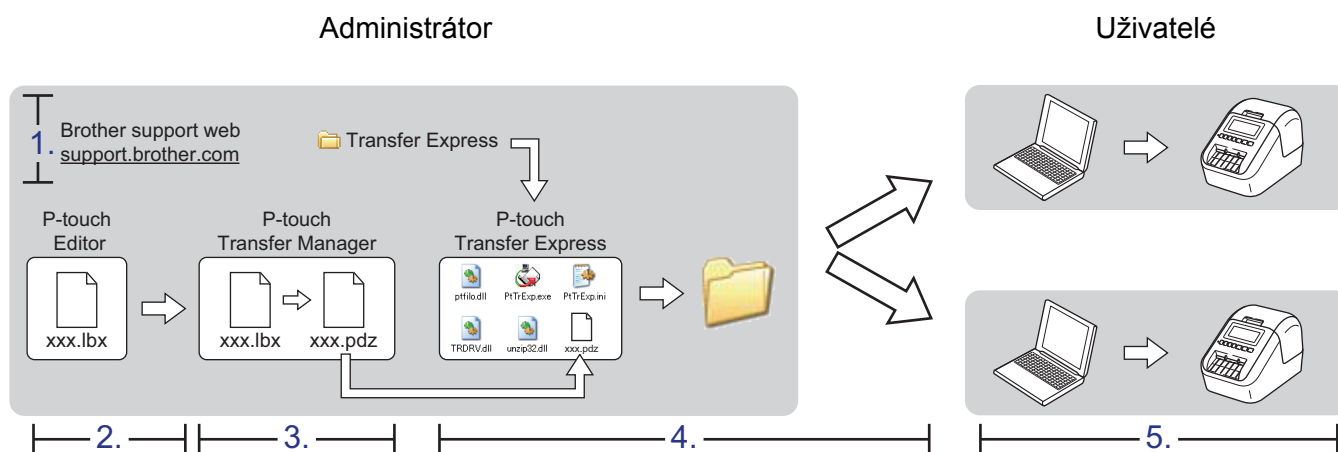 Administrátor
Uživatelé
1.
Brother support web
support.brother.com
Transfer Express
P-touch
Editor
xxx.lbx
P-touch
Transfer Manager
xxx.lbx
xxx.pdz
P-touch
Transfer Express
ptfilo.dll
PtTrExp.exe
PtTrExp.ini
TRDRV.dll
unzip32.dll
xxx.pdz
2.
3.
4.
5.